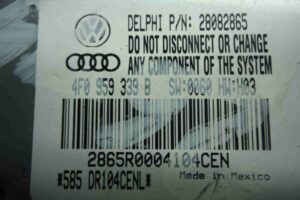 DELPHI P/N: 28082865
DO NOT DISCONNECT OR CHANGE
ANY COMPONENT OF THE SYSTEM
4F0 959 339 B SW:0060 HW:H03
2865R0004104CEN
*585 DR104CENL*
Made in Mexico